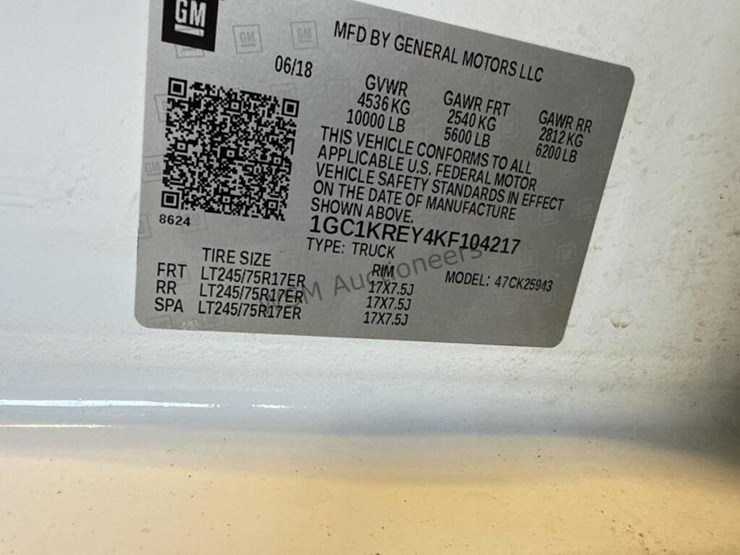 GM
GM
GM
MFD BY GENERAL MOTORS LLC
06/18
GVWR
4536 KG
10000 LB
GAWR FRT
2540 KG
5600 LB
GAWR RR
2812 KG
6200 LB
THIS VEHICLE CONFORMS TO ALL
APPLICABLE U.S. FEDERAL MOTOR
VEHICLE SAFETY STANDARDS IN EFFECT
ON THE DATE OF MANUFACTURE
SHOWN ABOVE.
8624
1GC1KREY4KF104217
TYPE: TRUCK
MODEL: 47CK25943
TIRE SIZE RIM
FRT LT245/75R17ER 17X7.5J
RR LT245/75R17ER 17X7.5J
SPA LT245/75R17ER 17X7.5J
Auctioneers